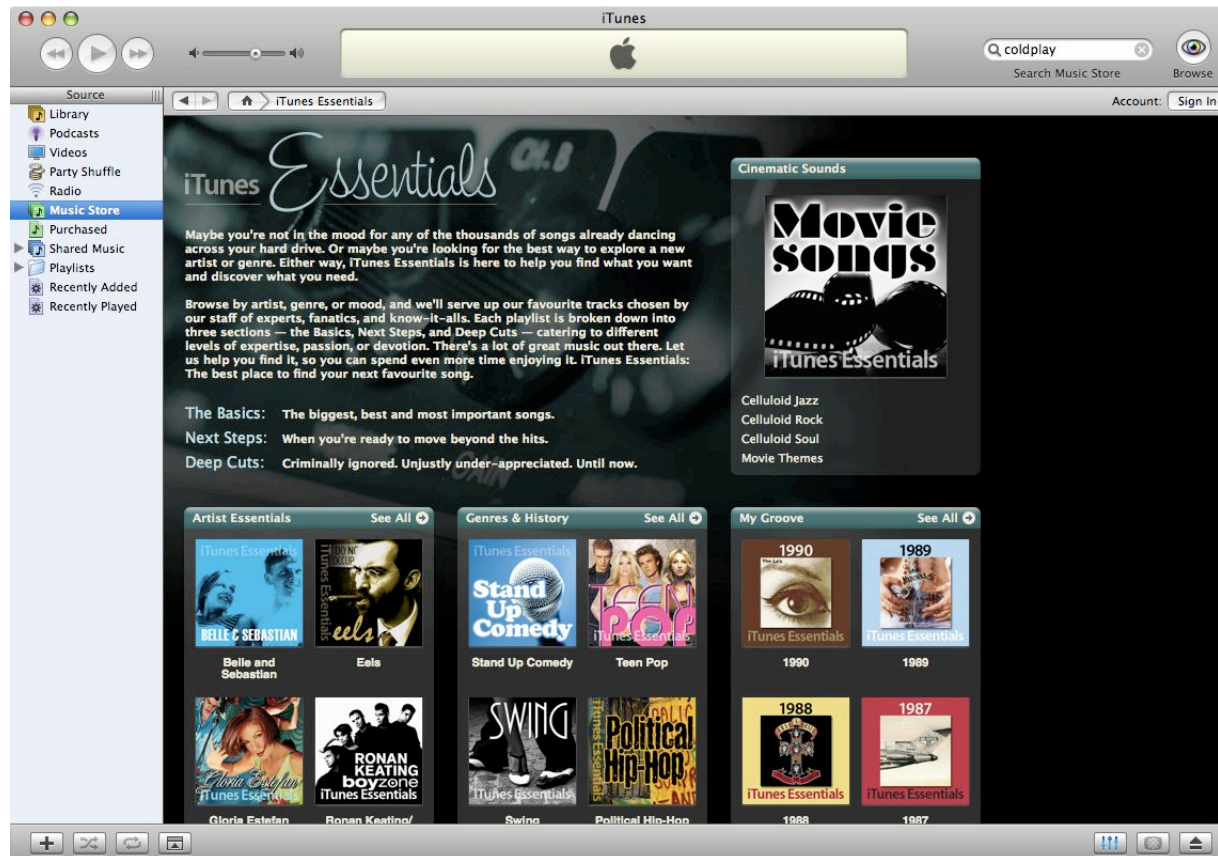 iTunes
coldplay
Search Music Store
Browse
Source
iTunes Essentials
Account:
Sign In
Library
Podcasts
Videos
Party Shuffle
Radio
Music Store
Purchased
Shared Music
Playlists
Recently Added
Recently Played
iTunes Essentials
CH.B
GAIN
Maybe you're not in the mood for any of the thousands of songs already dancing
across your hard drive. Or maybe you're looking for the best way to explore a new
artist or genre. Either way, iTunes Essentials is here to help you find what you want
and discover what you need.
Browse by artist, genre, or mood, and we'll serve up our favourite tracks chosen by
our staff of experts, fanatics, and know-it-alls. Each playlist is broken down into
three sections — the Basics, Next Steps, and Deep Cuts — catering to different
levels of expertise, passion, or devotion. There's a lot of great music out there. Let
us help you find it, so you can spend even more time enjoying it. iTunes Essentials:
The best place to find your next favourite song.
The Basics: The biggest, best and most important songs.
Next Steps: When you're ready to move beyond the hits.
Deep Cuts: Criminally ignored. Unjustly under-appreciated. Until now.
Cinematic Sounds
Movie
songs
iTunes Essentials
Celluloid Jazz
Celluloid Rock
Celluloid Soul
Movie Themes
Artist Essentials
See All
iTunes Essentials
BELLE & SEBASTIAN
iTunes Essentials
eels
Belle and
Sebastian
Eels
Gloria Estefan
iTunes Essentials
RONAN
KEATING
boyzone
iTunes Essentials
Gloria Estefan
Ronan Keating/
Genres & History
See All
iTunes Essentials
Stand
Up
Comedy
TEEN
POP
iTunes Essentials
Stand Up Comedy
Teen Pop
SWING
iTunes Essentials
iTunes Essentials
Political
Hip-Hop
Swing
Political Hip-Hop
My Groove
See All
1990
The La's
iTunes Essentials
1989
iTunes Essentials
1990
1989
1988
iTunes Essentials
1987
iTunes Essentials
1988
1987